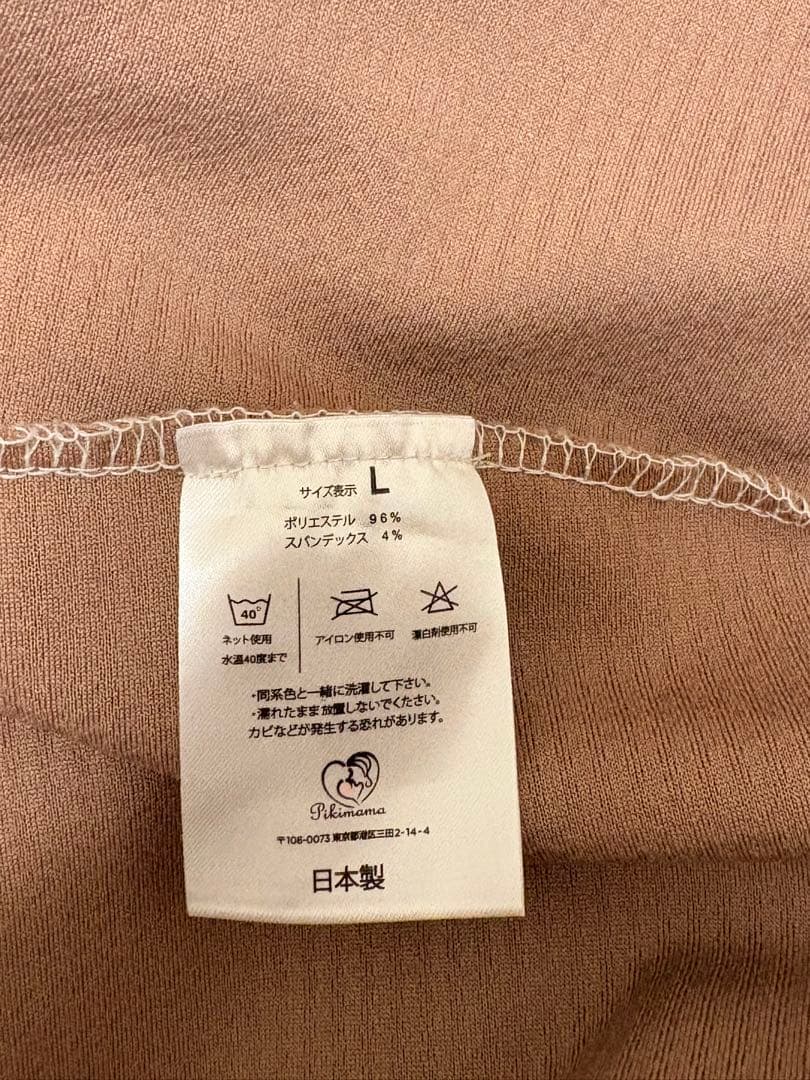 サイズ表示 L
ポリエステル 96%
スパンデックス 4%
40°
ネット使用
水温40度まで
アイロン使用不可
漂白剤使用不可
・同系色と一緒に洗濯して下さい。
・濡れたまま放置しないでください。
カビなどが発生する恐れがあります。
Pikimama
〒108-0073 東京都港区三田2-14-4
日本製